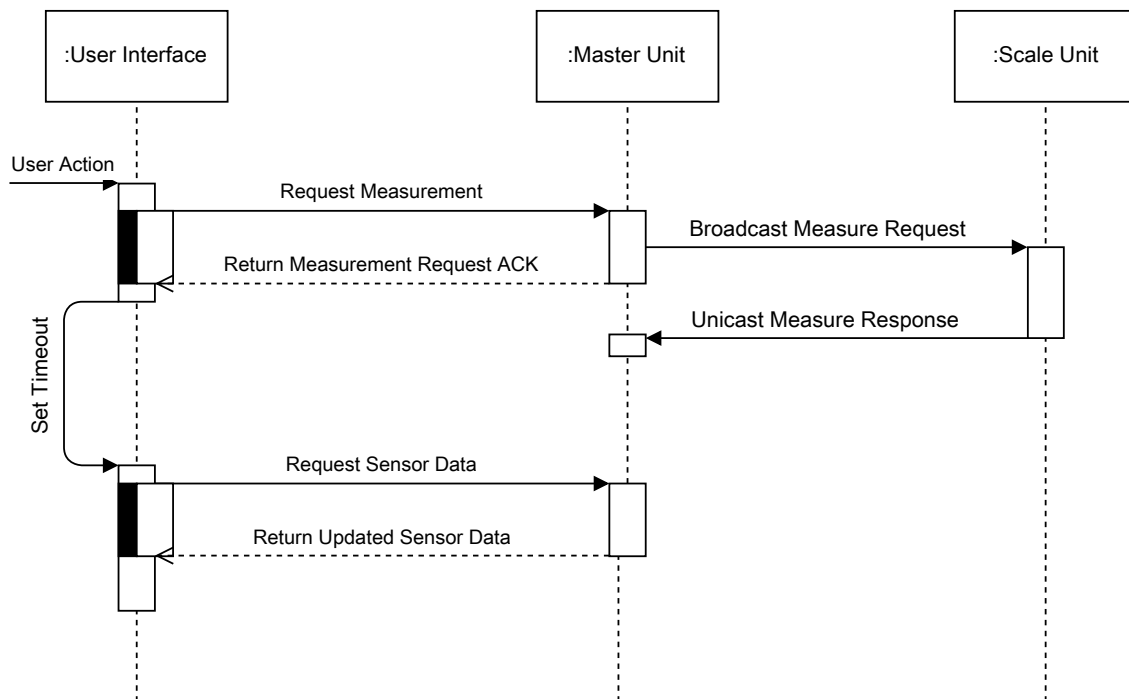 :User Interface
:Master Unit
:Scale Unit
User Action
Request Measurement
Broadcast Measure Request
Return Measurement Request ACK
Unicast Measure Response
Set Timeout
Request Sensor Data
Return Updated Sensor Data